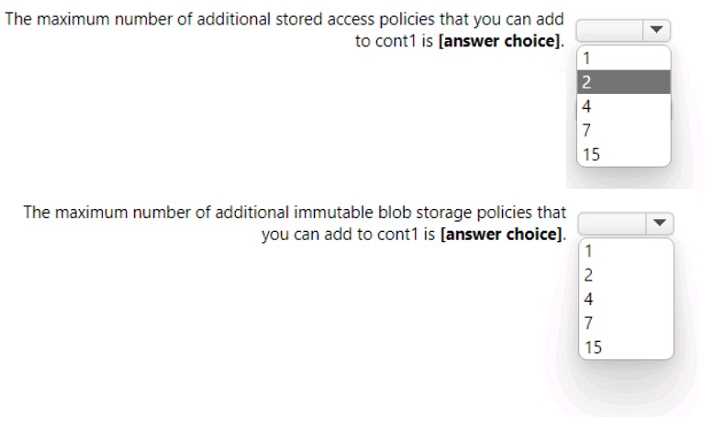 The maximum number of additional stored access policies that you can add
to cont1 is [answer choice].
1
2
4
7
15
The maximum number of additional immutable blob storage policies that
you can add to cont1 is [answer choice].
1
2
4
7
15